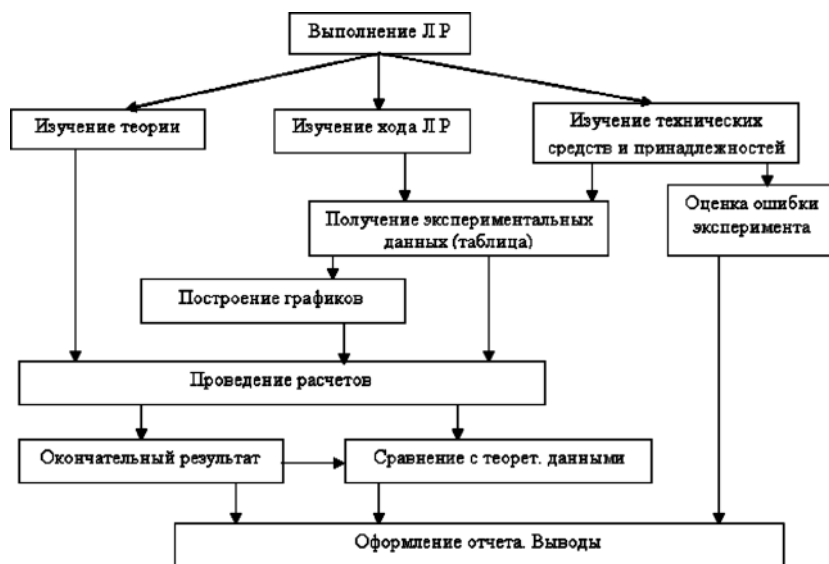 Выполнение Л Р
Изучение теории
Изучение хода Л Р
Изучение технических
средств и принадлежностей
Получение экспериментальных
данных (таблица)
Оценка ошибки
эксперимента
Построение графиков
Проведение расчетов
Окончательный результат
Сравнение с теорет. данными
Оформление отчета. Выводы